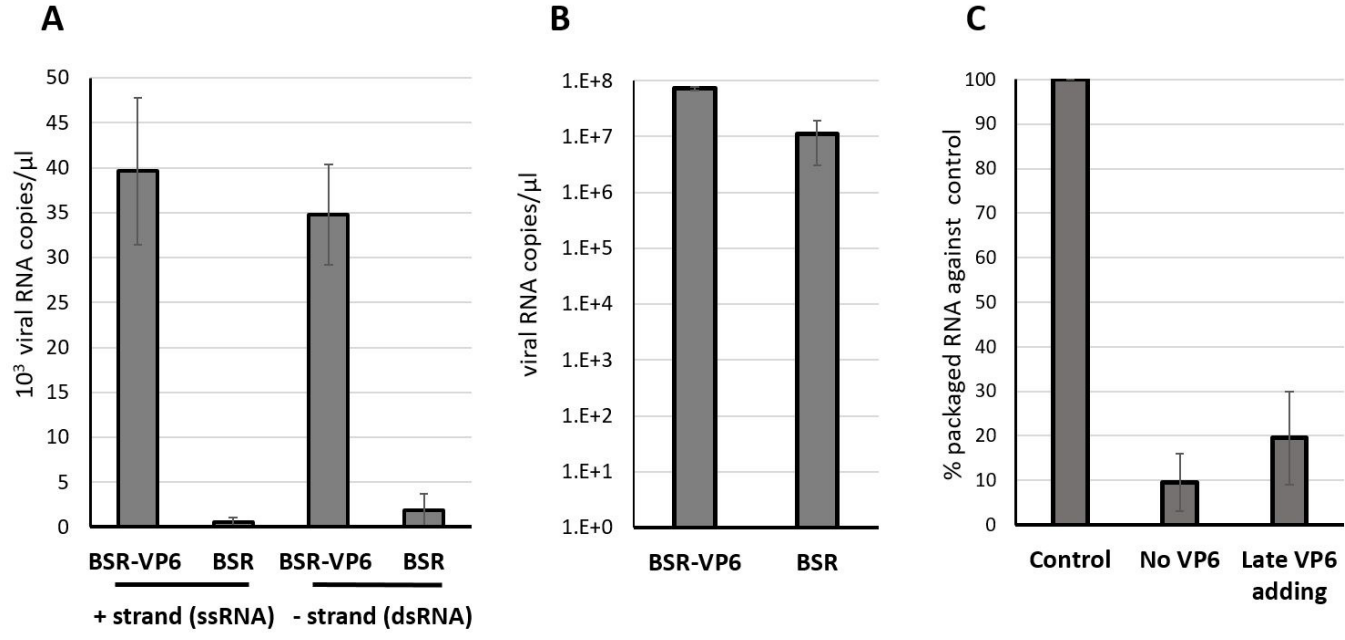 A
10³ viral RNA copies/µl
50
45
40
35
30
25
20
15
10
5
0
BSR-VP6 BSR BSR-VP6 BSR
+ strand (ssRNA) - strand (dsRNA)
B
viral RNA copies/µl
1.E+8
1.E+7
1.E+6
1.E+5
1.E+4
1.E+3
1.E+2
1.E+1
1.E+0
BSR-VP6 BSR
C
% packaged RNA against control
100
90
80
70
60
50
40
30
20
10
0
Control No VP6 Late VP6
adding